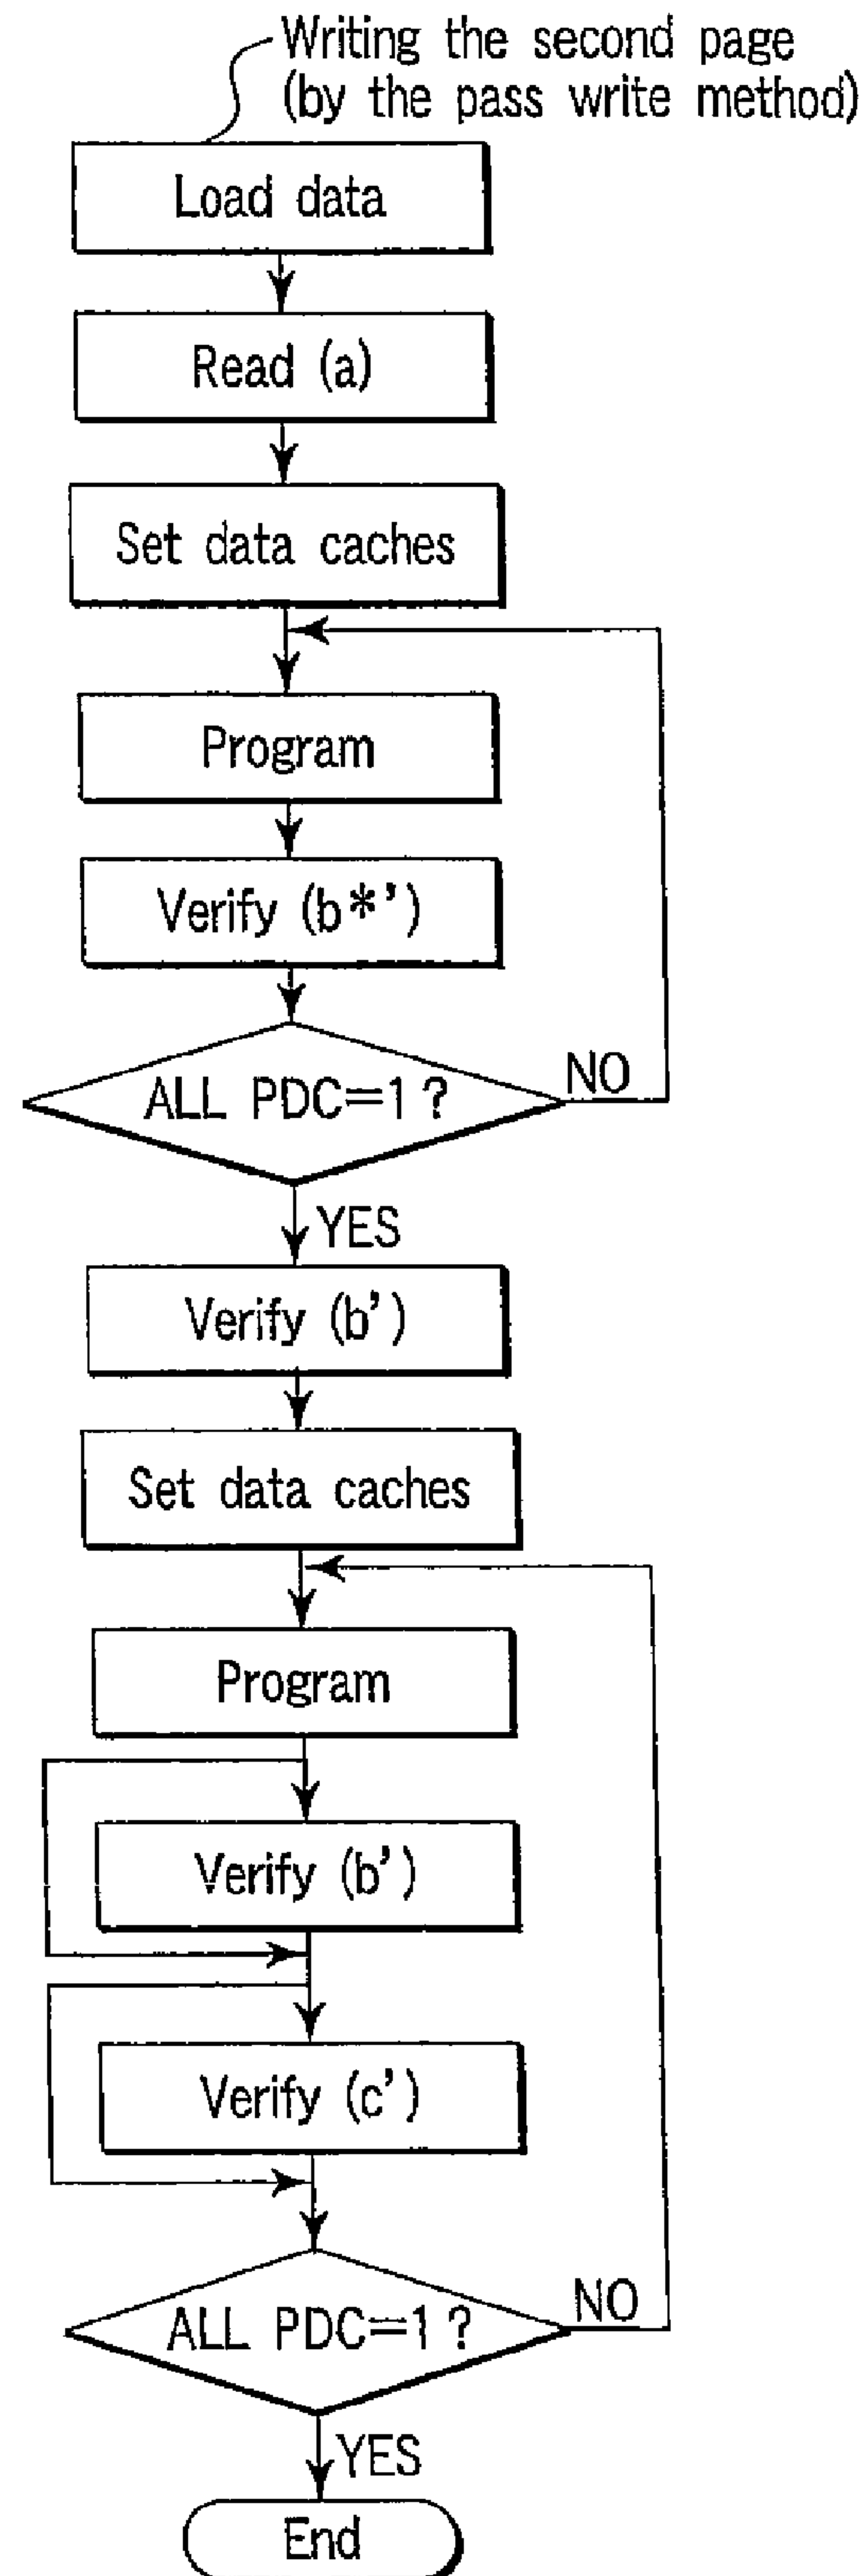 Writing the second page
(by the pass write method)
Load data
Read (a)
Set data caches
Program
Verify (b*’)
ALL PDC=1?
NO
YES
Verify (b’)
Set data caches
Program
Verify (b’)
Verify (c’)
ALL PDC=1?
NO
YES
End